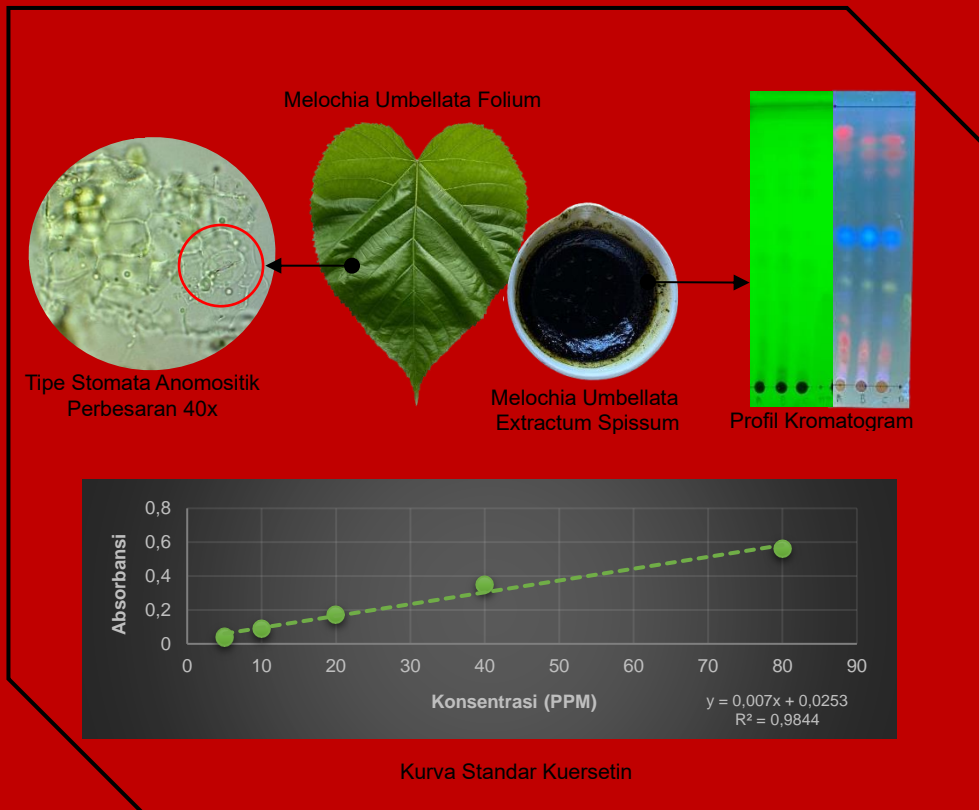 Melochia Umbellata Folium
Tipe Stomata Anomositik
Perbesaran 40x
Melochia Umbellata
Extractum Spissum
Profil Kromatogram
0,8
0,6
0,4
0,2
0
Absorbansi
0 10 20 30 40 50 60 70 80 90
Konsentrasi (PPM)
y = 0,007x + 0,0253
R² = 0,9844
Kurva Standar Kuersetin